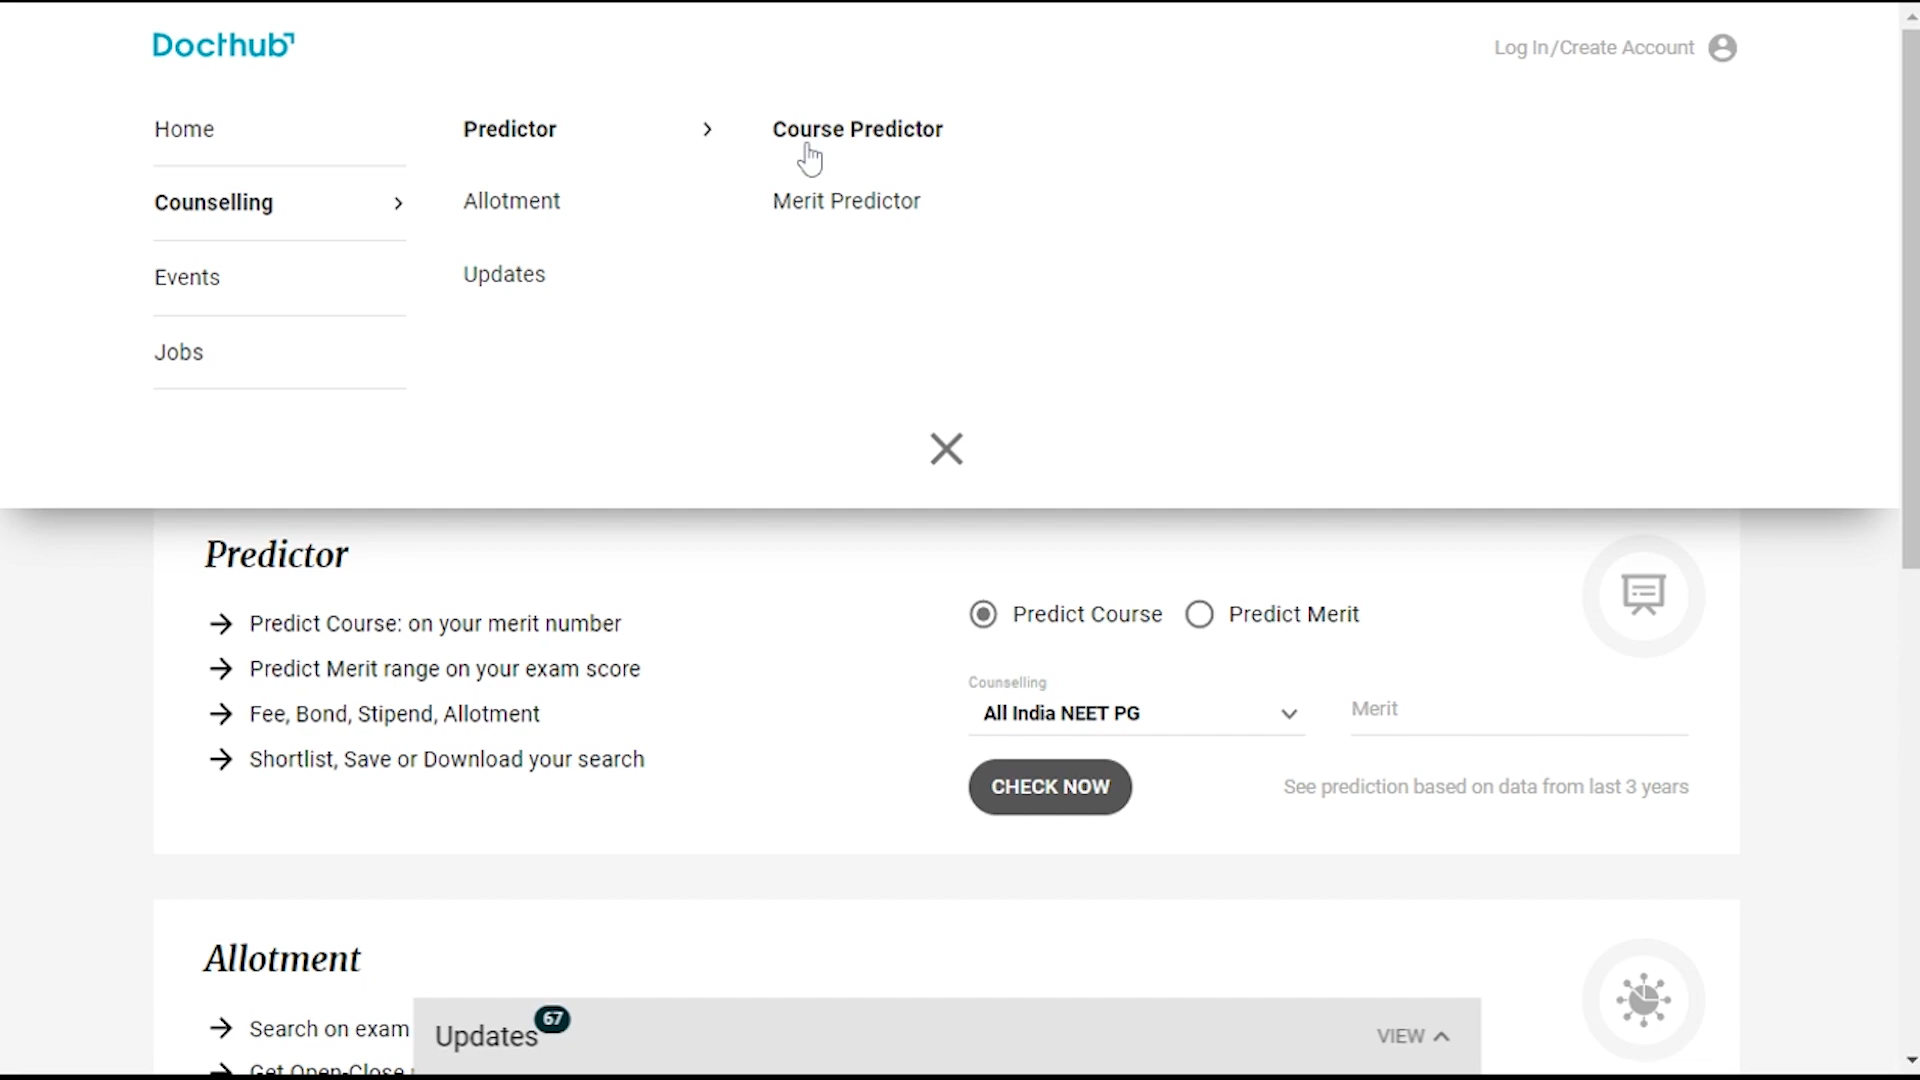 Docthub
Log In/Create Account
Home
Counselling
Events
Jobs
Predictor
Allotment
Updates
Course Predictor
Merit Predictor
Predictor
Predict Course: on your merit number
Predict Merit range on your exam score
Fee, Bond, Stipend, Allotment
Shortlist, Save or Download your search
Predict Course
Predict Merit
Counselling
All India NEET PG
Merit
CHECK NOW
See prediction based on data from last 3 years
Allotment
Search on exam
Get Open-Close
Updates 67
VIEW